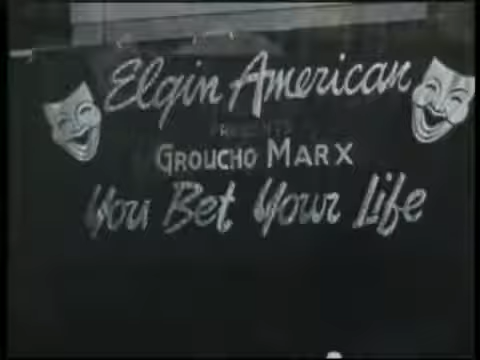 Elgin American
PRESENTS
GROUCHO MARX
You Bet Your Life